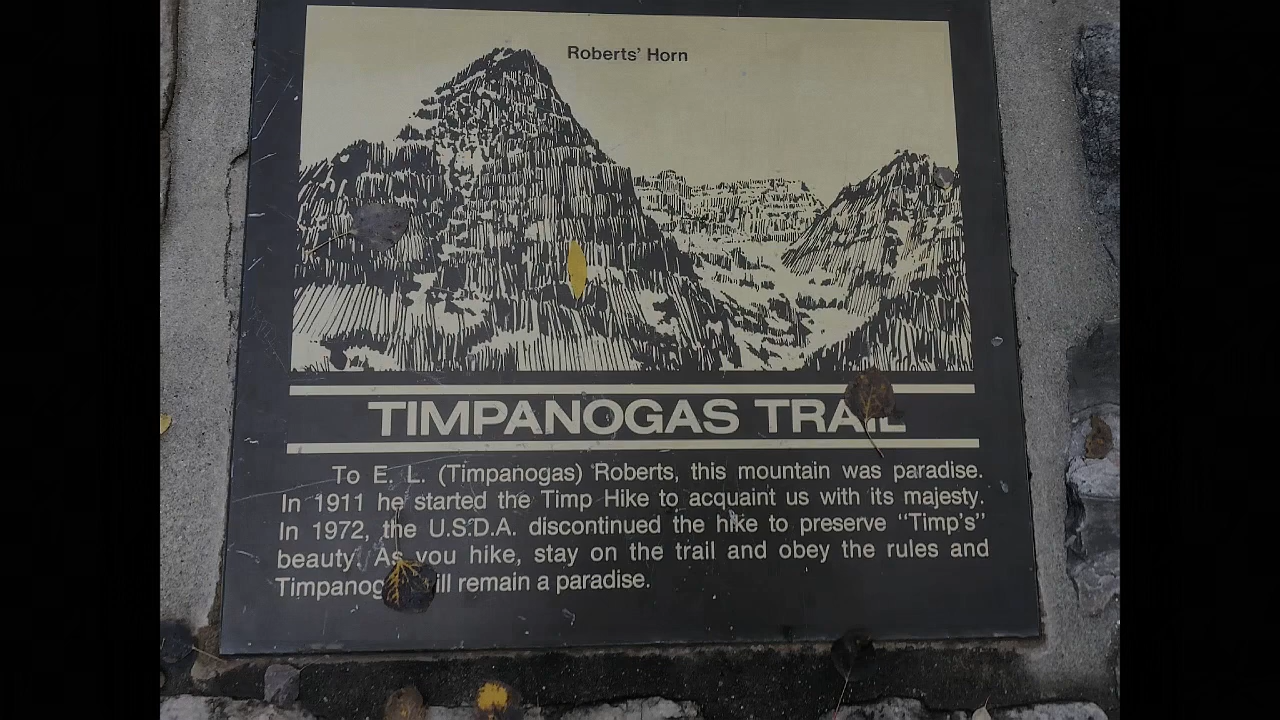 Roberts' Horn
TIMPANOGAS TRAIL
To E. L. (Timpanogas) Roberts, this mountain was paradise.
In 1911 he started the Timp Hike to acquaint us with its majesty.
In 1972, the U.S.D.A. discontinued the hike to preserve “Timp's”
beauty. As you hike, stay on the trail and obey the rules and
Timpanogas will remain a paradise.